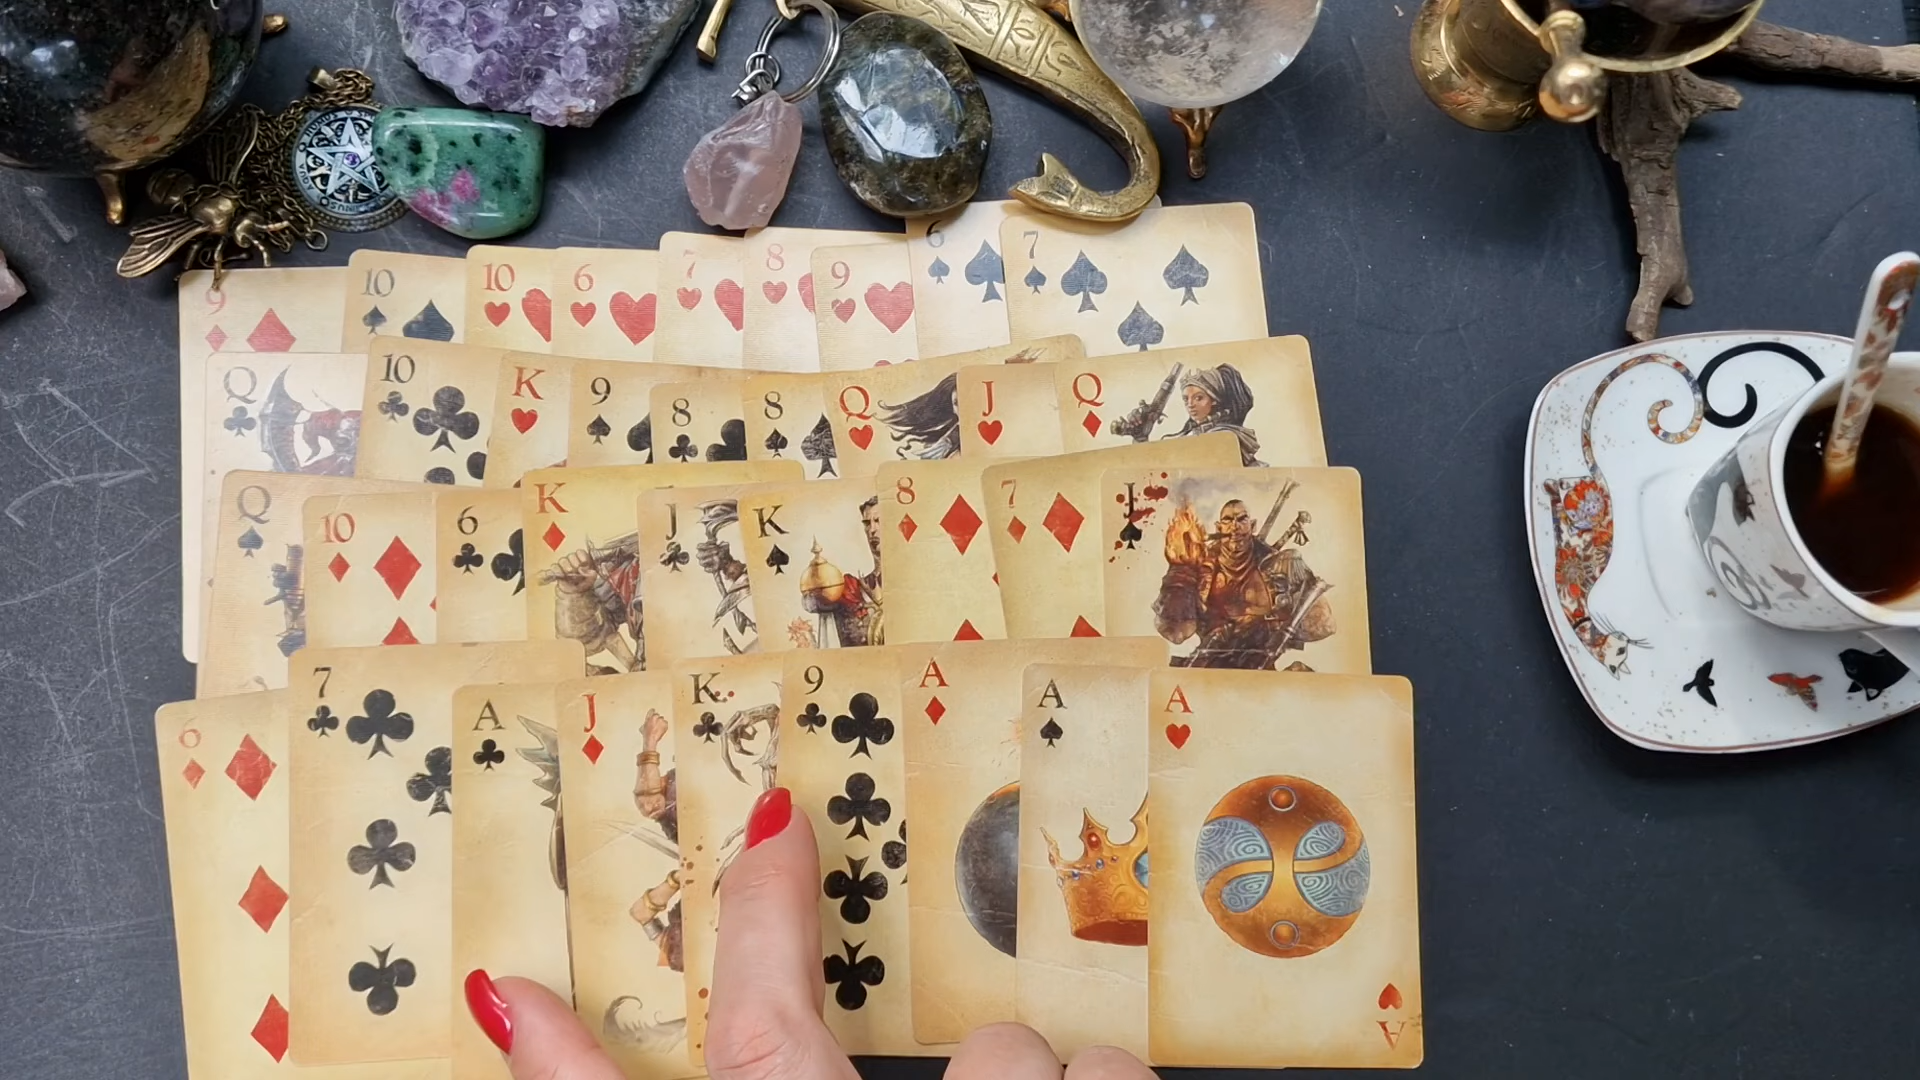 9 10 10 6 7 8 9 6 7
Q 10 K 9 8 8 Q J Q
Q 10 6 K J K 8 7 J
6 7 A J K 9 A A A
A